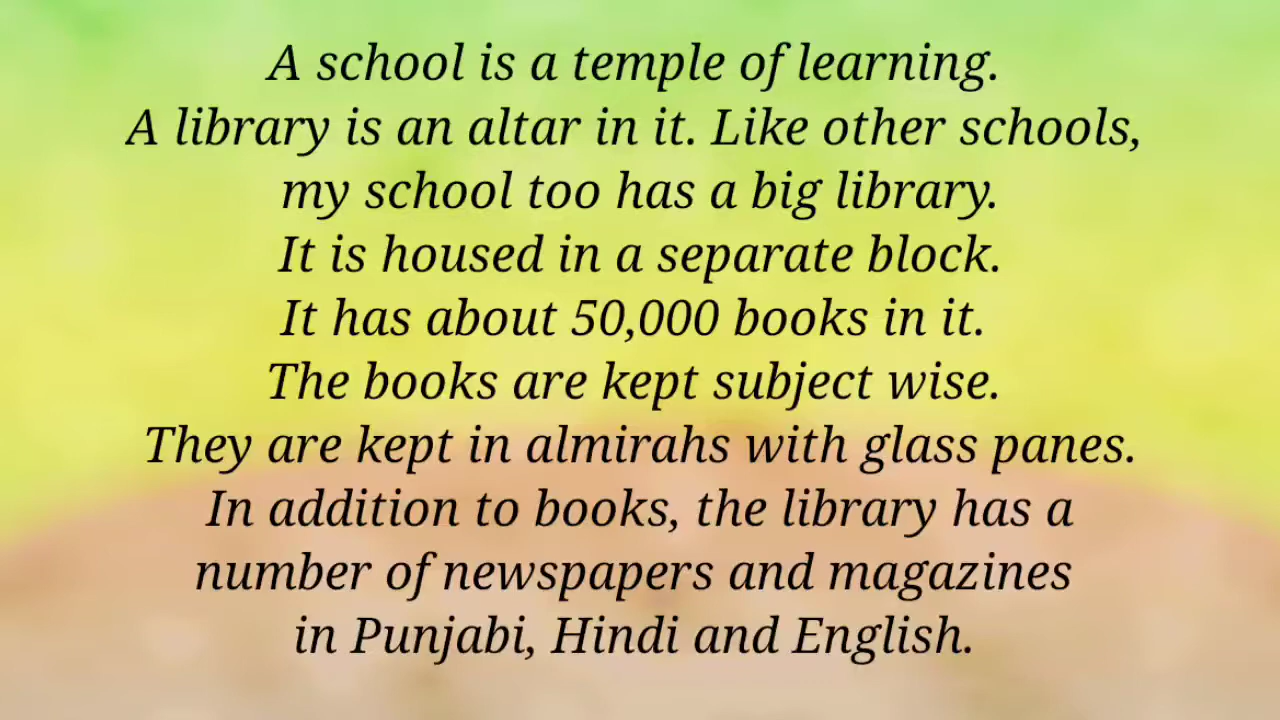 A school is a temple of learning.
A library is an altar in it. Like other schools,
my school too has a big library.
It is housed in a separate block.
It has about 50,000 books in it.
The books are kept subject wise.
They are kept in almirahs with glass panes.
In addition to books, the library has a
number of newspapers and magazines
in Punjabi, Hindi and English.